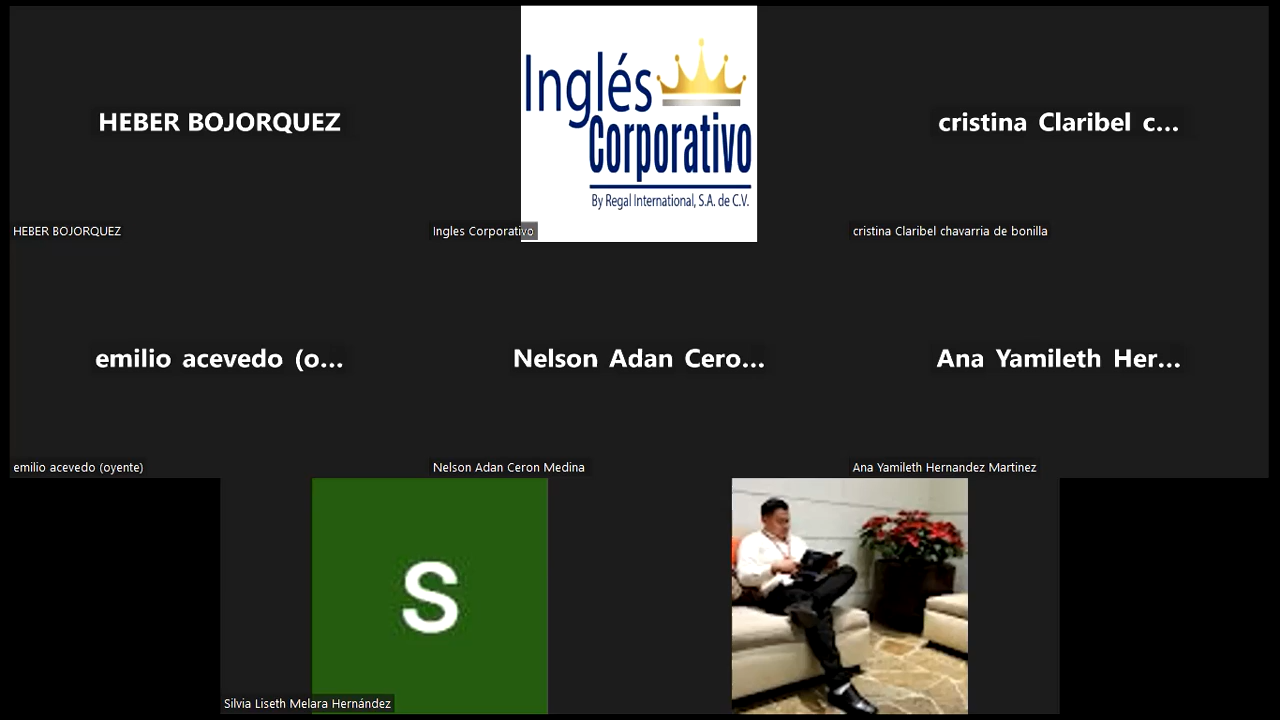 HEBER BOJORQUEZ
HEBER BOJORQUEZ
Inglés
Corporativo
By Regal International, S.A. de C.V.
Ingles Corporativo
cristina Claribel c...
cristina Claribel chavarria de bonilla
emilio acevedo (o...
emilio acevedo (oyente)
Nelson Adan Cero...
Nelson Adan Ceron Medina
Ana Yamileth Her...
Ana Yamileth Hernandez Martinez
S
Silvia Liseth Melara Hernández